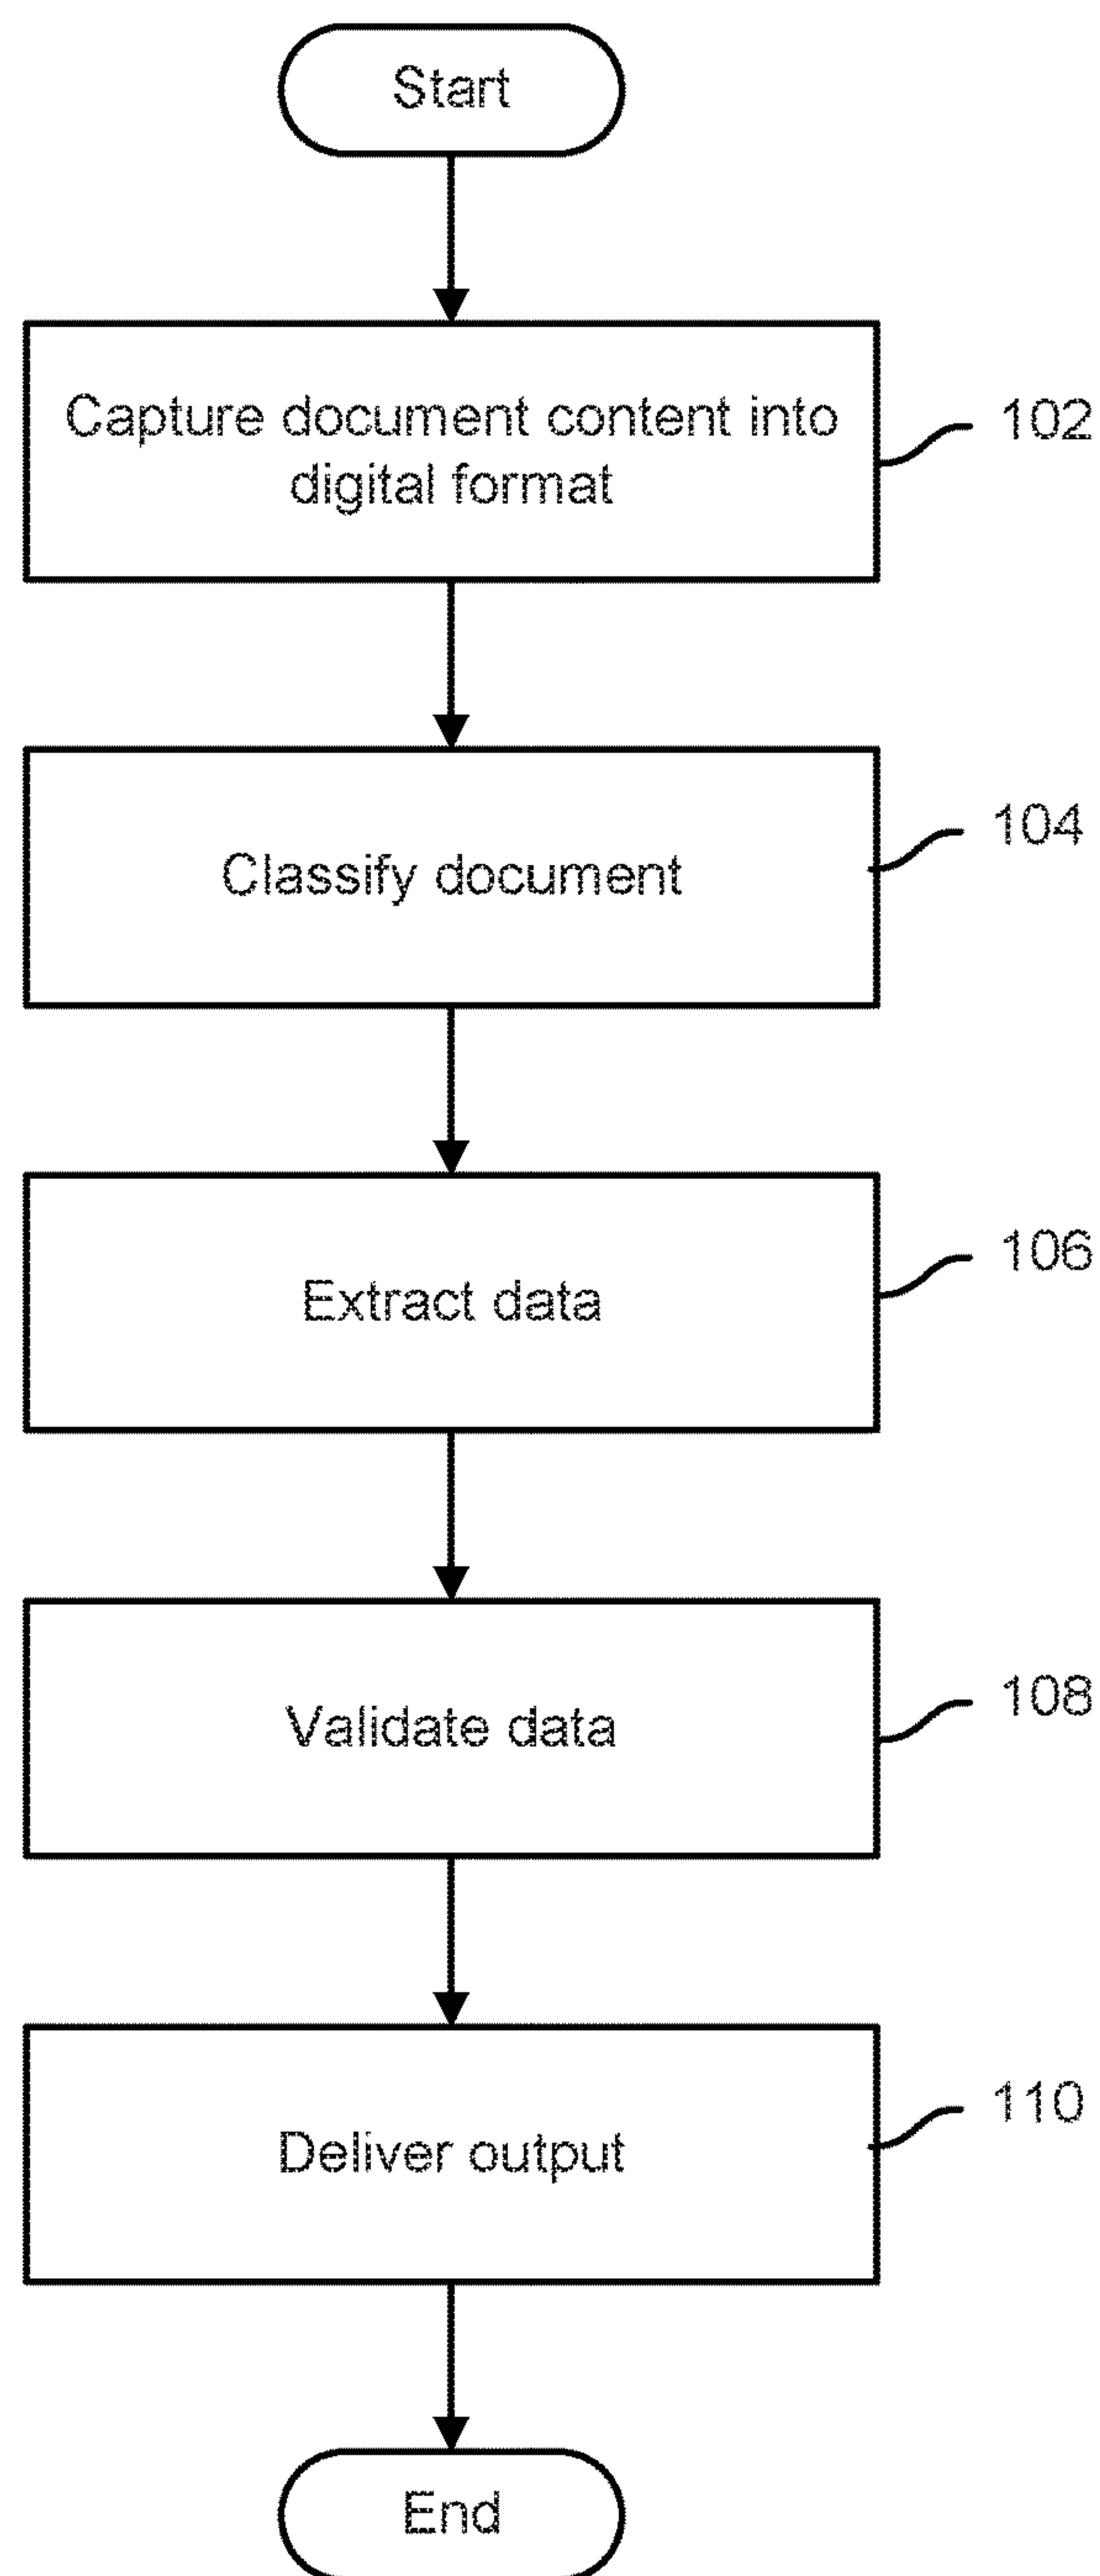 Start
Capture document content into
digital format
102
Classify document
104
Extract data
106
Validate data
108
Deliver output
110
End